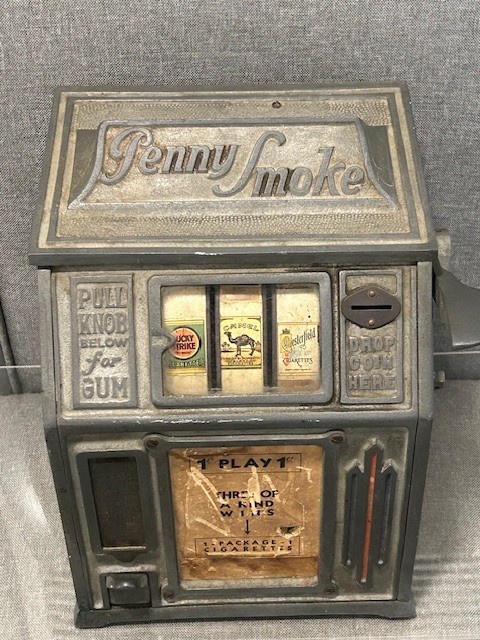 Penny Smoke
PULL
KNOB
BELOW
for
GUM
LUCKY
STRIKE
CAMEL
Chesterfield
CIGARETTES
DROP
COIN
HERE
1¢ PLAY 1¢
THREE OF
A KIND
WINS
1 - PACKAGE - 1
CIGARETTES